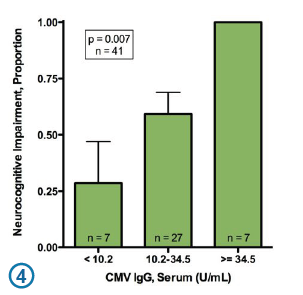 Neurocognitive Impairment, Proportion
1.00
0.75
0.50
0.25
0.00
p = 0.007
n = 41
n = 7
n = 27
n = 7
< 10.2
10.2-34.5
>= 34.5
CMV IgG, Serum (U/mL)
4